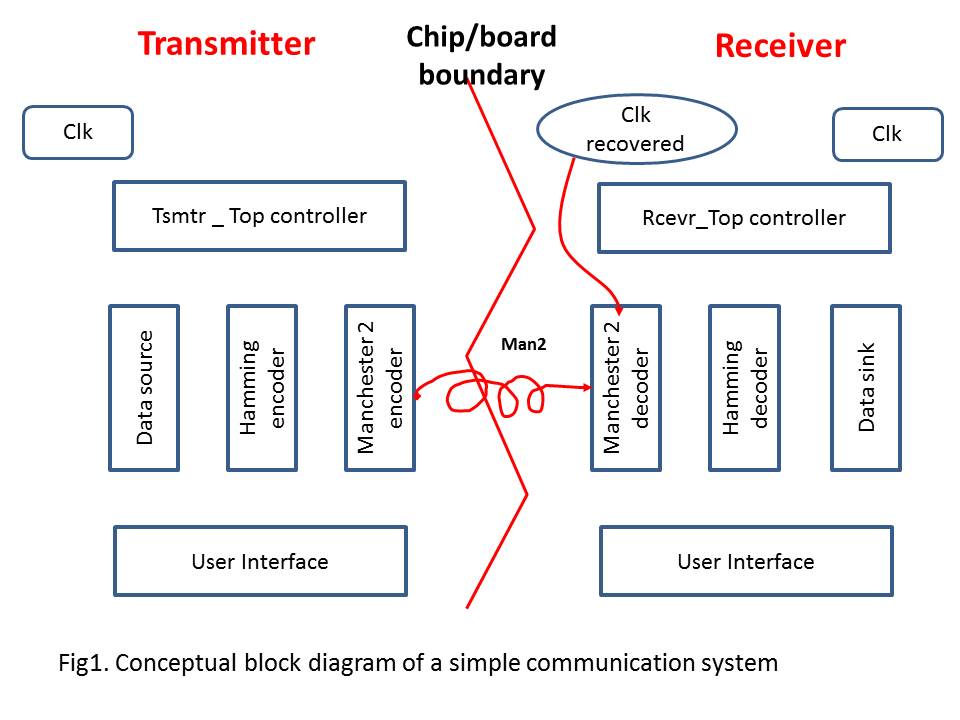 Transmitter
Chip/board
boundary
Receiver
Clk
Clk
recovered
Clk
Tsmtr _ Top controller
Rcevr_Top controller
Data source
Hamming
encoder
Manchester 2
encoder
Man2
Manchester 2
decoder
Hamming
decoder
Data sink
User Interface
User Interface
Fig1. Conceptual block diagram of a simple communication system